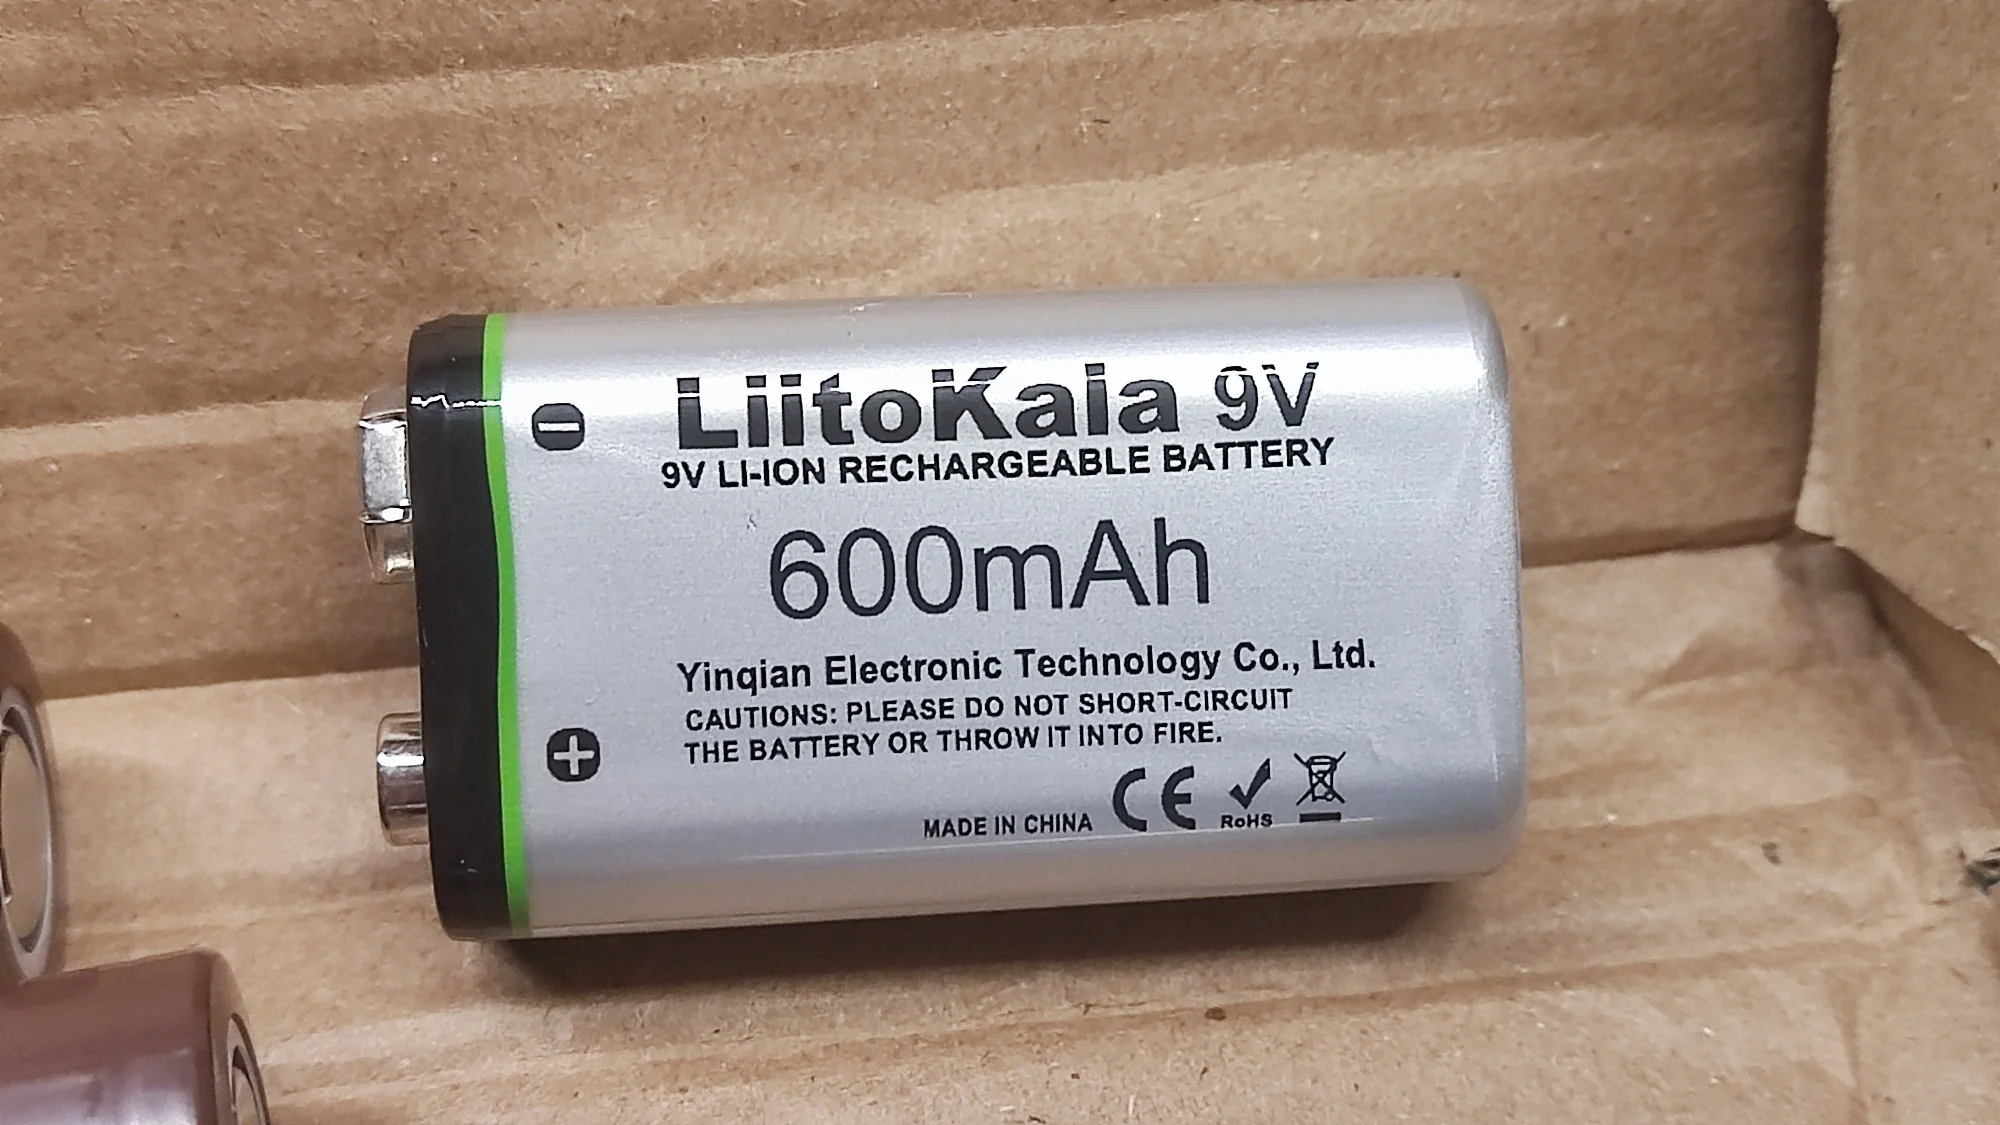 LiitoKala 9V
9V LI-ION RECHARGEABLE BATTERY
600mAh
Yinqian Electronic Technology Co., Ltd.
CAUTIONS: PLEASE DO NOT SHORT-CIRCUIT
THE BATTERY OR THROW IT INTO FIRE.
MADE IN CHINA CE RoHS